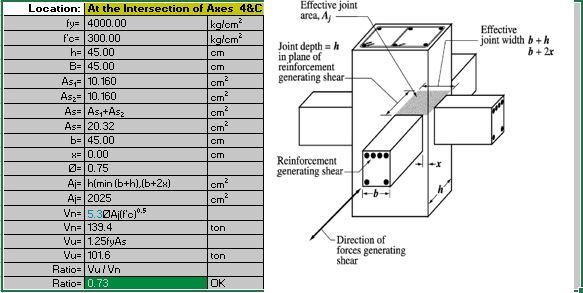 Location: At the Intersection of Axes 4&C
fy= 4000.00 kg/cm²
f'c= 300.00 kg/cm²
h= 45.00 cm
B= 45.00 cm
As₁= 10.160 cm²
As₂= 10.160 cm²
As= As₁+As₂ cm²
As= 20.32 cm²
b= 45.00 cm
x= 0.00 cm
Ø= 0.75
Aj= h(min (b+h),(b+2x) cm²
Aj= 2025 cm²
Vn= 5.3ØAj(f'c)⁰·⁵
Vn= 139.4 ton
Vu= 1.25fyAs
Vu= 101.6 ton
Ratio= Vu / Vn
Ratio= 0.73 OK
Effective joint
area, Aj
Effective
joint width b + h
b + 2x
Joint depth = h
in plane of
reinforcement
generating shear
Reinforcement
generating shear
x
h
b
Direction of
forces generating
shear